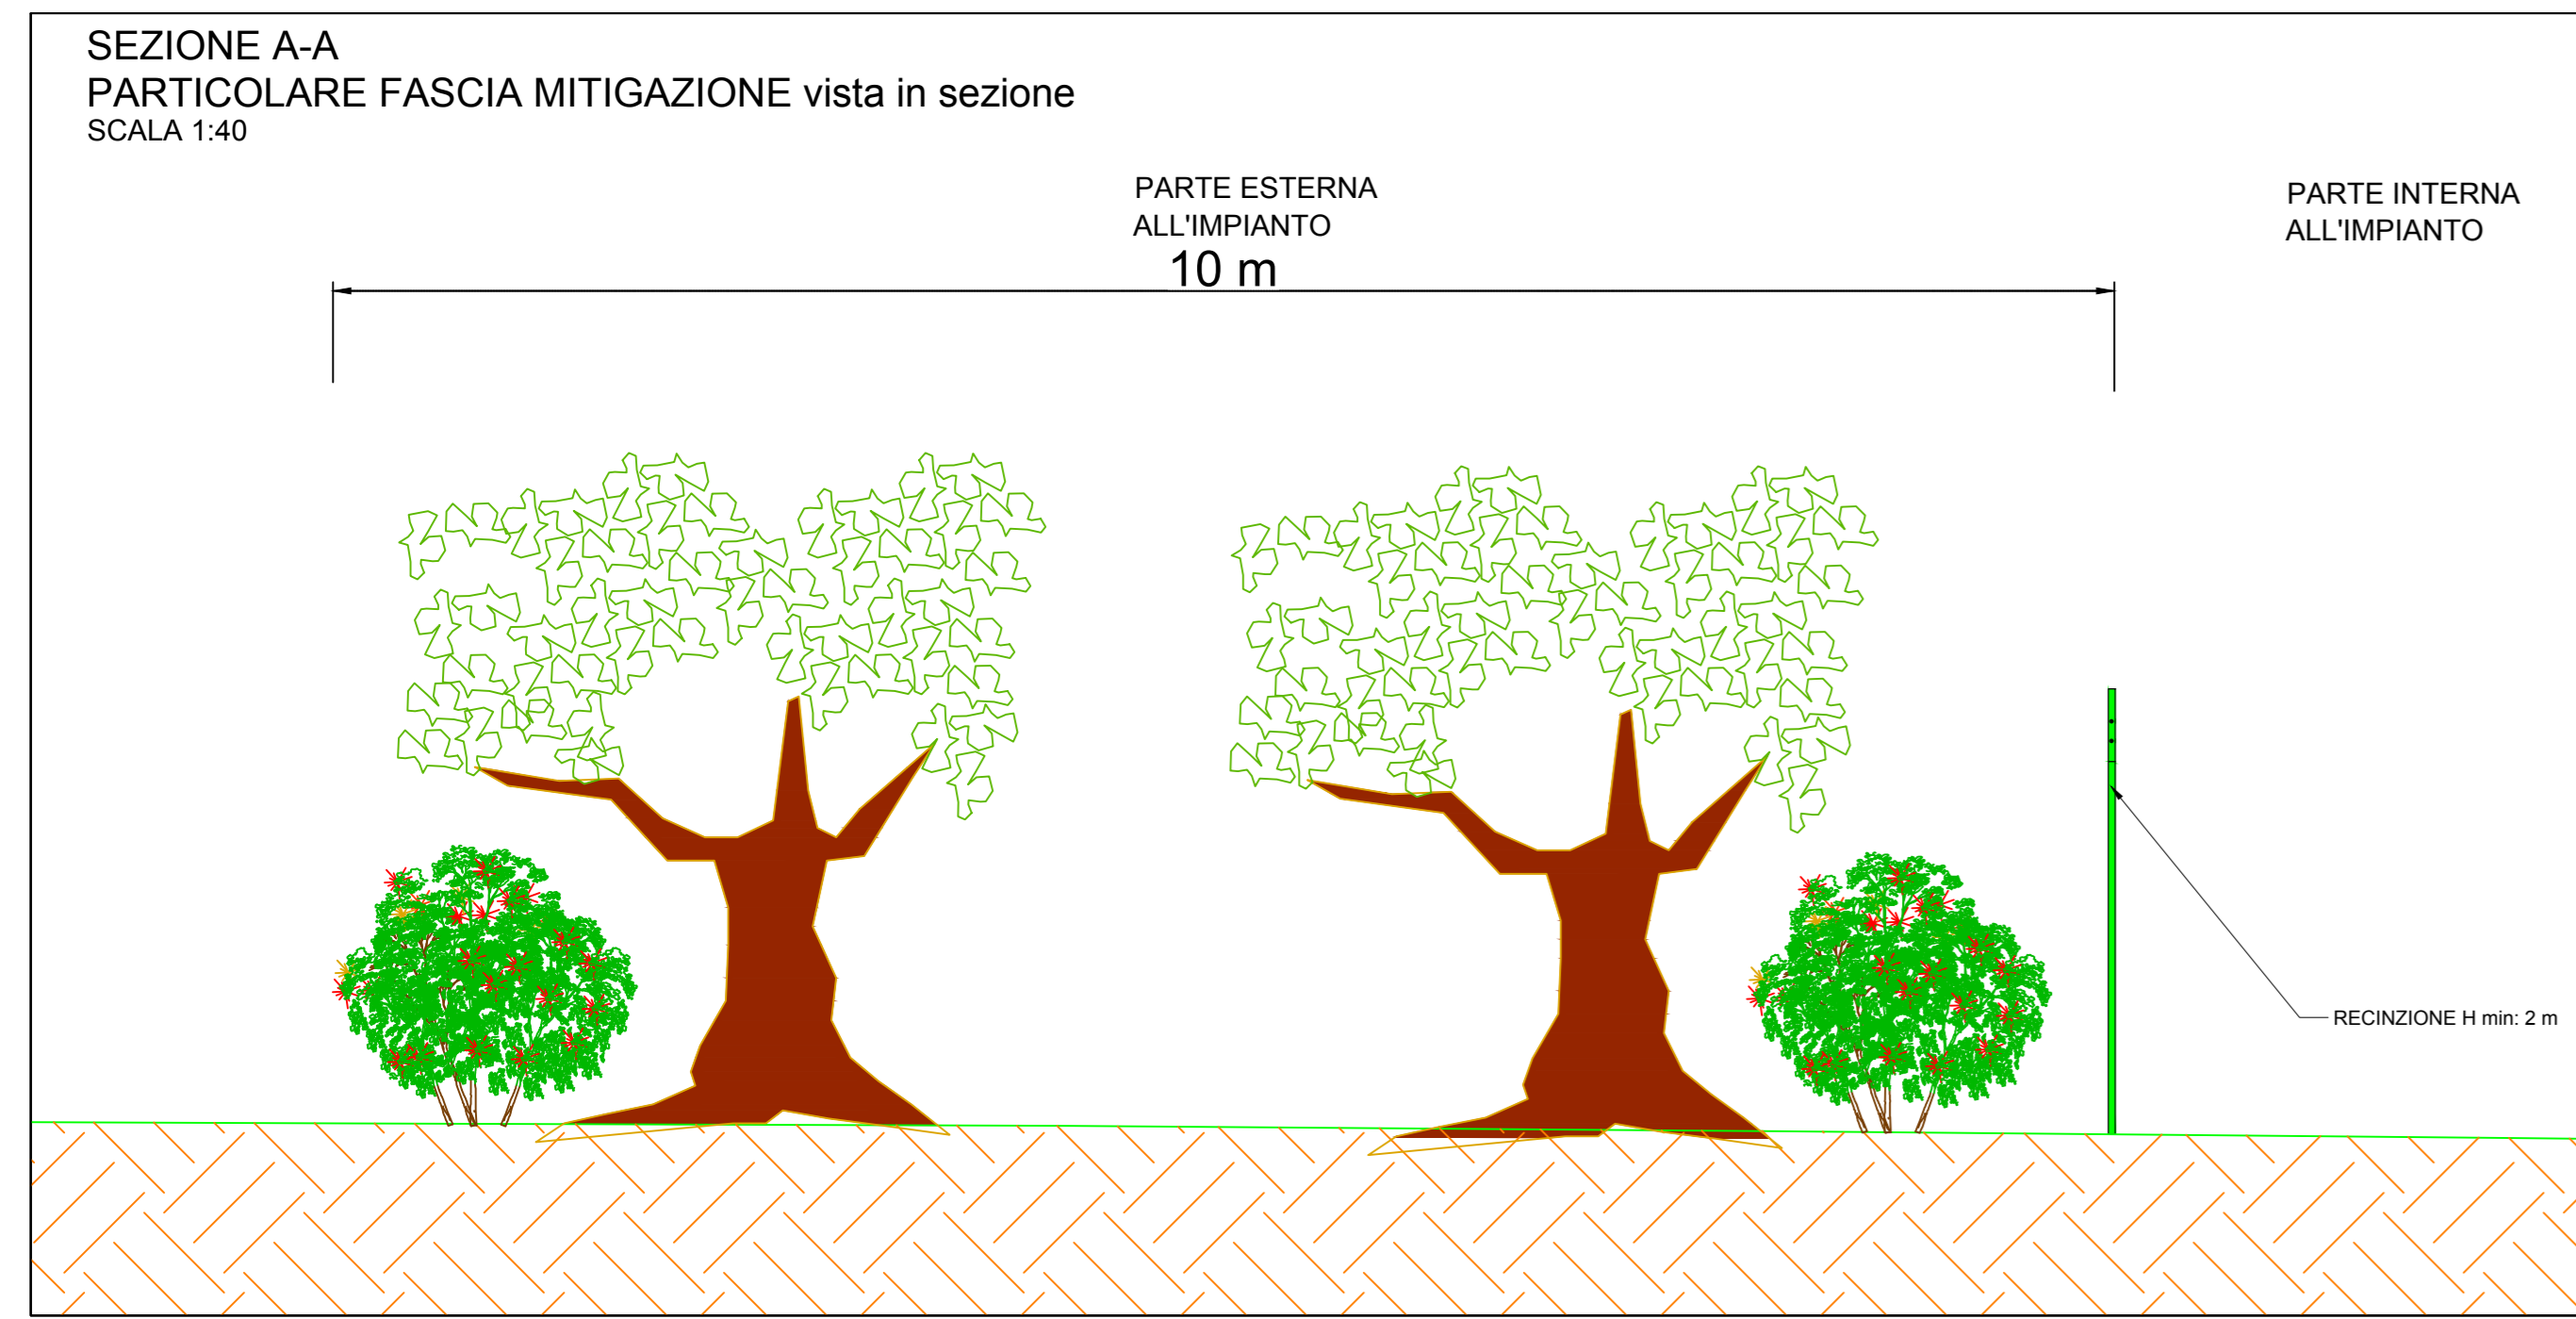 SEZIONE A-A
PARTICOLARE FASCIA MITIGAZIONE vista in sezione
SCALA 1:40
PARTE ESTERNA
ALL'IMPIANTO
10 m
PARTE INTERNA
ALL'IMPIANTO
RECINZIONE H min: 2 m